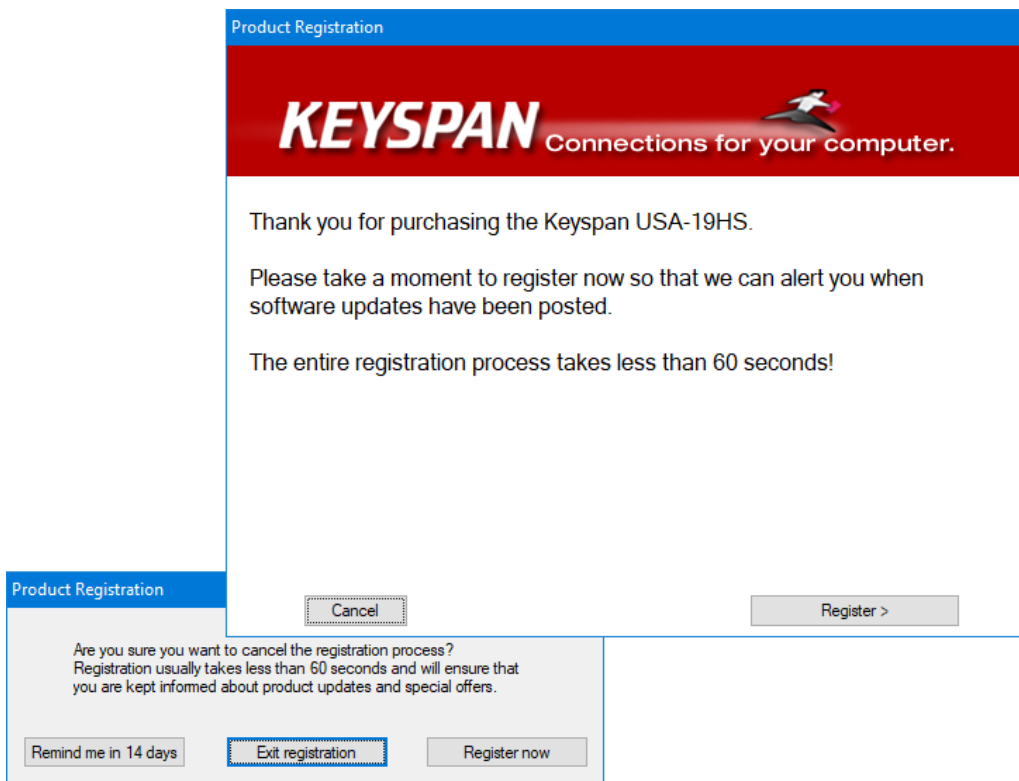 Product Registration
KEYSPAN Connections for your computer.
Thank you for purchasing the Keyspan USA-19HS.
Please take a moment to register now so that we can alert you when
software updates have been posted.
The entire registration process takes less than 60 seconds!
Cancel
Register >
Product Registration
Are you sure you want to cancel the registration process?
Registration usually takes less than 60 seconds and will ensure that
you are kept informed about product updates and special offers.
Remind me in 14 days
Exit registration
Register now